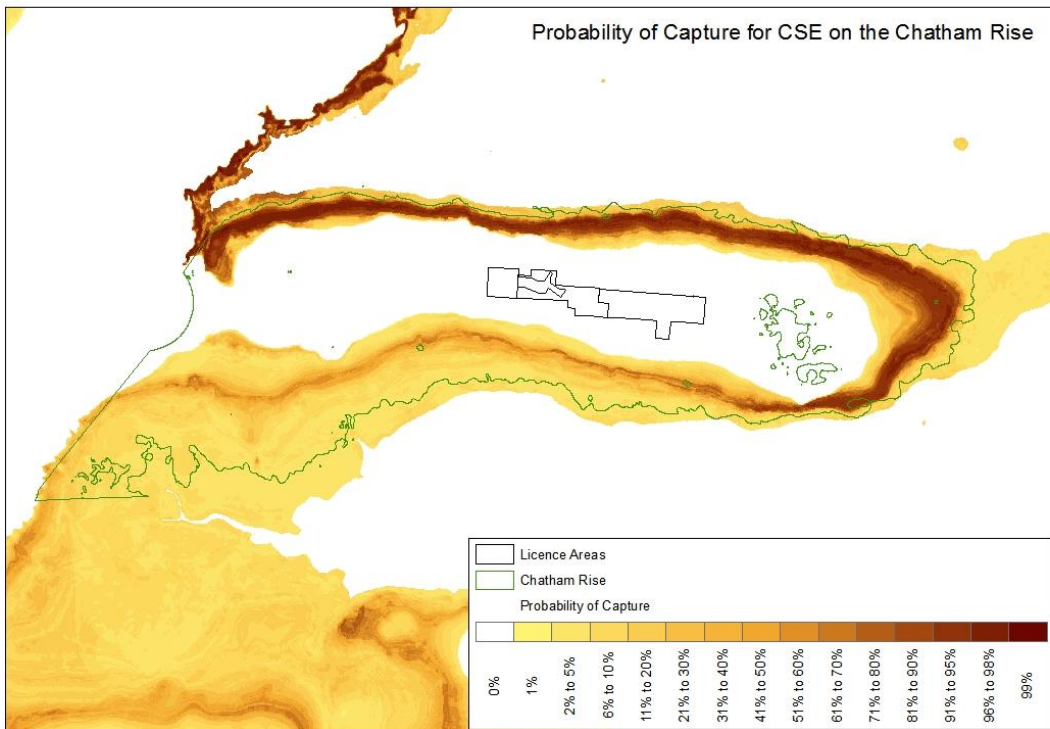 Probability of Capture for CSE on the Chatham Rise
Licence Areas
Chatham Rise
Probability of Capture
0%
1%
2% to 5%
6% to 10%
11% to 20%
21% to 30%
31% to 40%
41% to 50%
51% to 60%
61% to 70%
71% to 80%
81% to 90%
91% to 95%
96% to 98%
99%